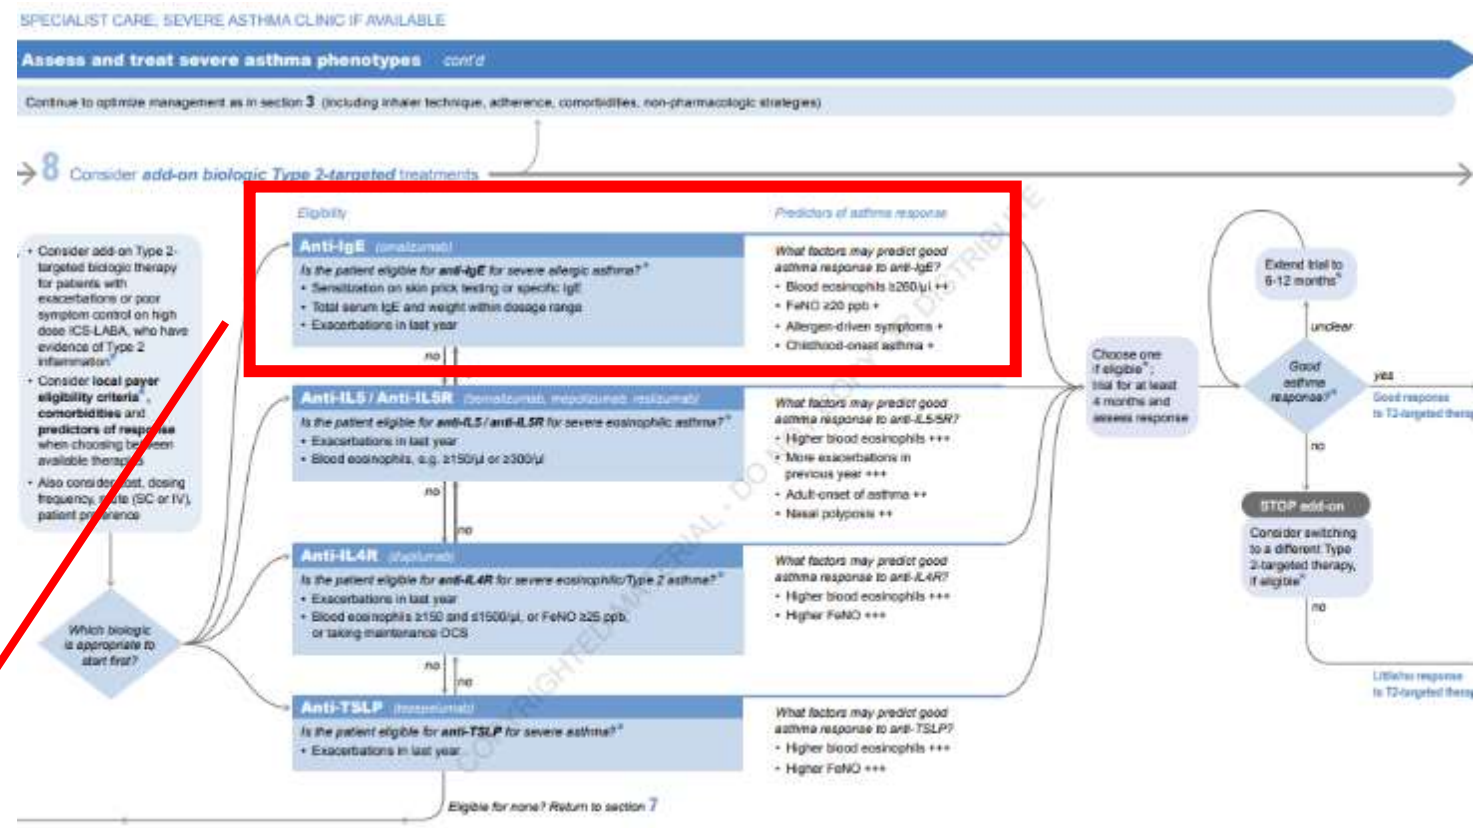 SPECIALIST CARE; SEVERE ASTHMA CLINIC IF AVAILABLE
Assess and treat severe asthma phenotypes cont'd
Continue to optimize management as in section 3 (including inhaler technique, adherence, comorbidities, non-pharmacologic strategies)
8 Consider add-on biologic Type 2-targeted treatments
• Consider add-on Type 2-
targeted biologic therapy
for patients with
exacerbations or poor
symptom control on high
dose ICS-LABA, who have
evidence of Type 2
inflammation
• Consider local payer
eligibility criteria,
comorbidities and
predictors of response
when choosing between
available therapies
• Also consider cost, dosing
frequency, route (SC or IV),
patient preference
Which biologic
is appropriate to
start first?
Eligibility
Anti-IgE (omalizumab)
Is the patient eligible for anti-IgE for severe allergic asthma?
• Sensitization on skin prick testing or specific IgE
• Total serum IgE and weight within dosage range
• Exacerbations in last year
no
Anti-IL5 / Anti-IL5R (benralizumab, mepolizumab, reslizumab)
Is the patient eligible for anti-IL5 / anti-IL5R for severe eosinophilic asthma?
• Exacerbations in last year
• Blood eosinophils, e.g. ≥150/µl or ≥300/µl
no
no
Anti-IL4R (dupilumab)
Is the patient eligible for anti-IL4R for severe eosinophilic/Type 2 asthma?
• Exacerbations in last year
• Blood eosinophils ≥150 and ≤1500/µl, or FeNO ≥25 ppb,
or taking maintenance OCS
no
no
Anti-TSLP (tezepelumab)
Is the patient eligible for anti-TSLP for severe asthma?
• Exacerbations in last year
Eligible for none? Return to section 7
Predictors of asthma response
What factors may predict good
asthma response to anti-IgE?
• Blood eosinophils ≥260/µl ++
• FeNO ≥20 ppb +
• Allergen-driven symptoms +
• Childhood-onset asthma +
What factors may predict good
asthma response to anti-IL5/5R?
• Higher blood eosinophils +++
• More exacerbations in
previous year +++
• Adult-onset of asthma ++
• Nasal polyposis ++
What factors may predict good
asthma response to anti-IL4R?
• Higher blood eosinophils +++
• Higher FeNO +++
What factors may predict good
asthma response to anti-TSLP?
• Higher blood eosinophils +++
• Higher FeNO +++
Choose one
if eligible;
trial for at least
4 months and
assess response
Extend trial to
6-12 months
unclear
Good
asthma
response?
yes
Good response
to T2-targeted
no
STOP add-on
Consider switching
to a different Type
2-targeted therapy,
if eligible
no
Little/no response
to T2-targeted
COPYRIGHTED MATERIAL - DO NOT COPY OR DISTRIBUTE